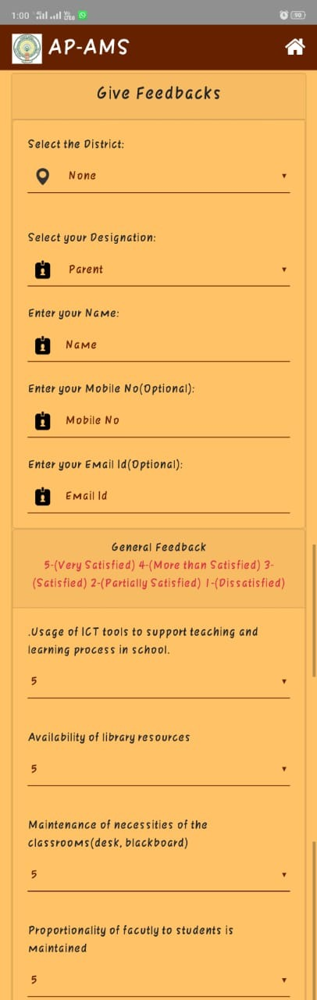 1:00
90
AP-AMS
Give Feedbacks
Select the District:
None
Select your Designation:
Parent
Enter your Name:
Name
Enter your Mobile No(Optional):
Mobile No
Enter your Email Id(Optional):
Email Id
General Feedback
5-(Very Satisfied) 4-(More than Satisfied) 3-
(Satisfied) 2-(Partially Satisfied) 1-(Dissatisfied)
.Usage of ICT tools to support teaching and
learning process in school.
5
Availability of library resources
5
Maintenance of necessities of the
classrooms(desk, blackboard)
5
Proportionality of facutly to students is
maintained
5